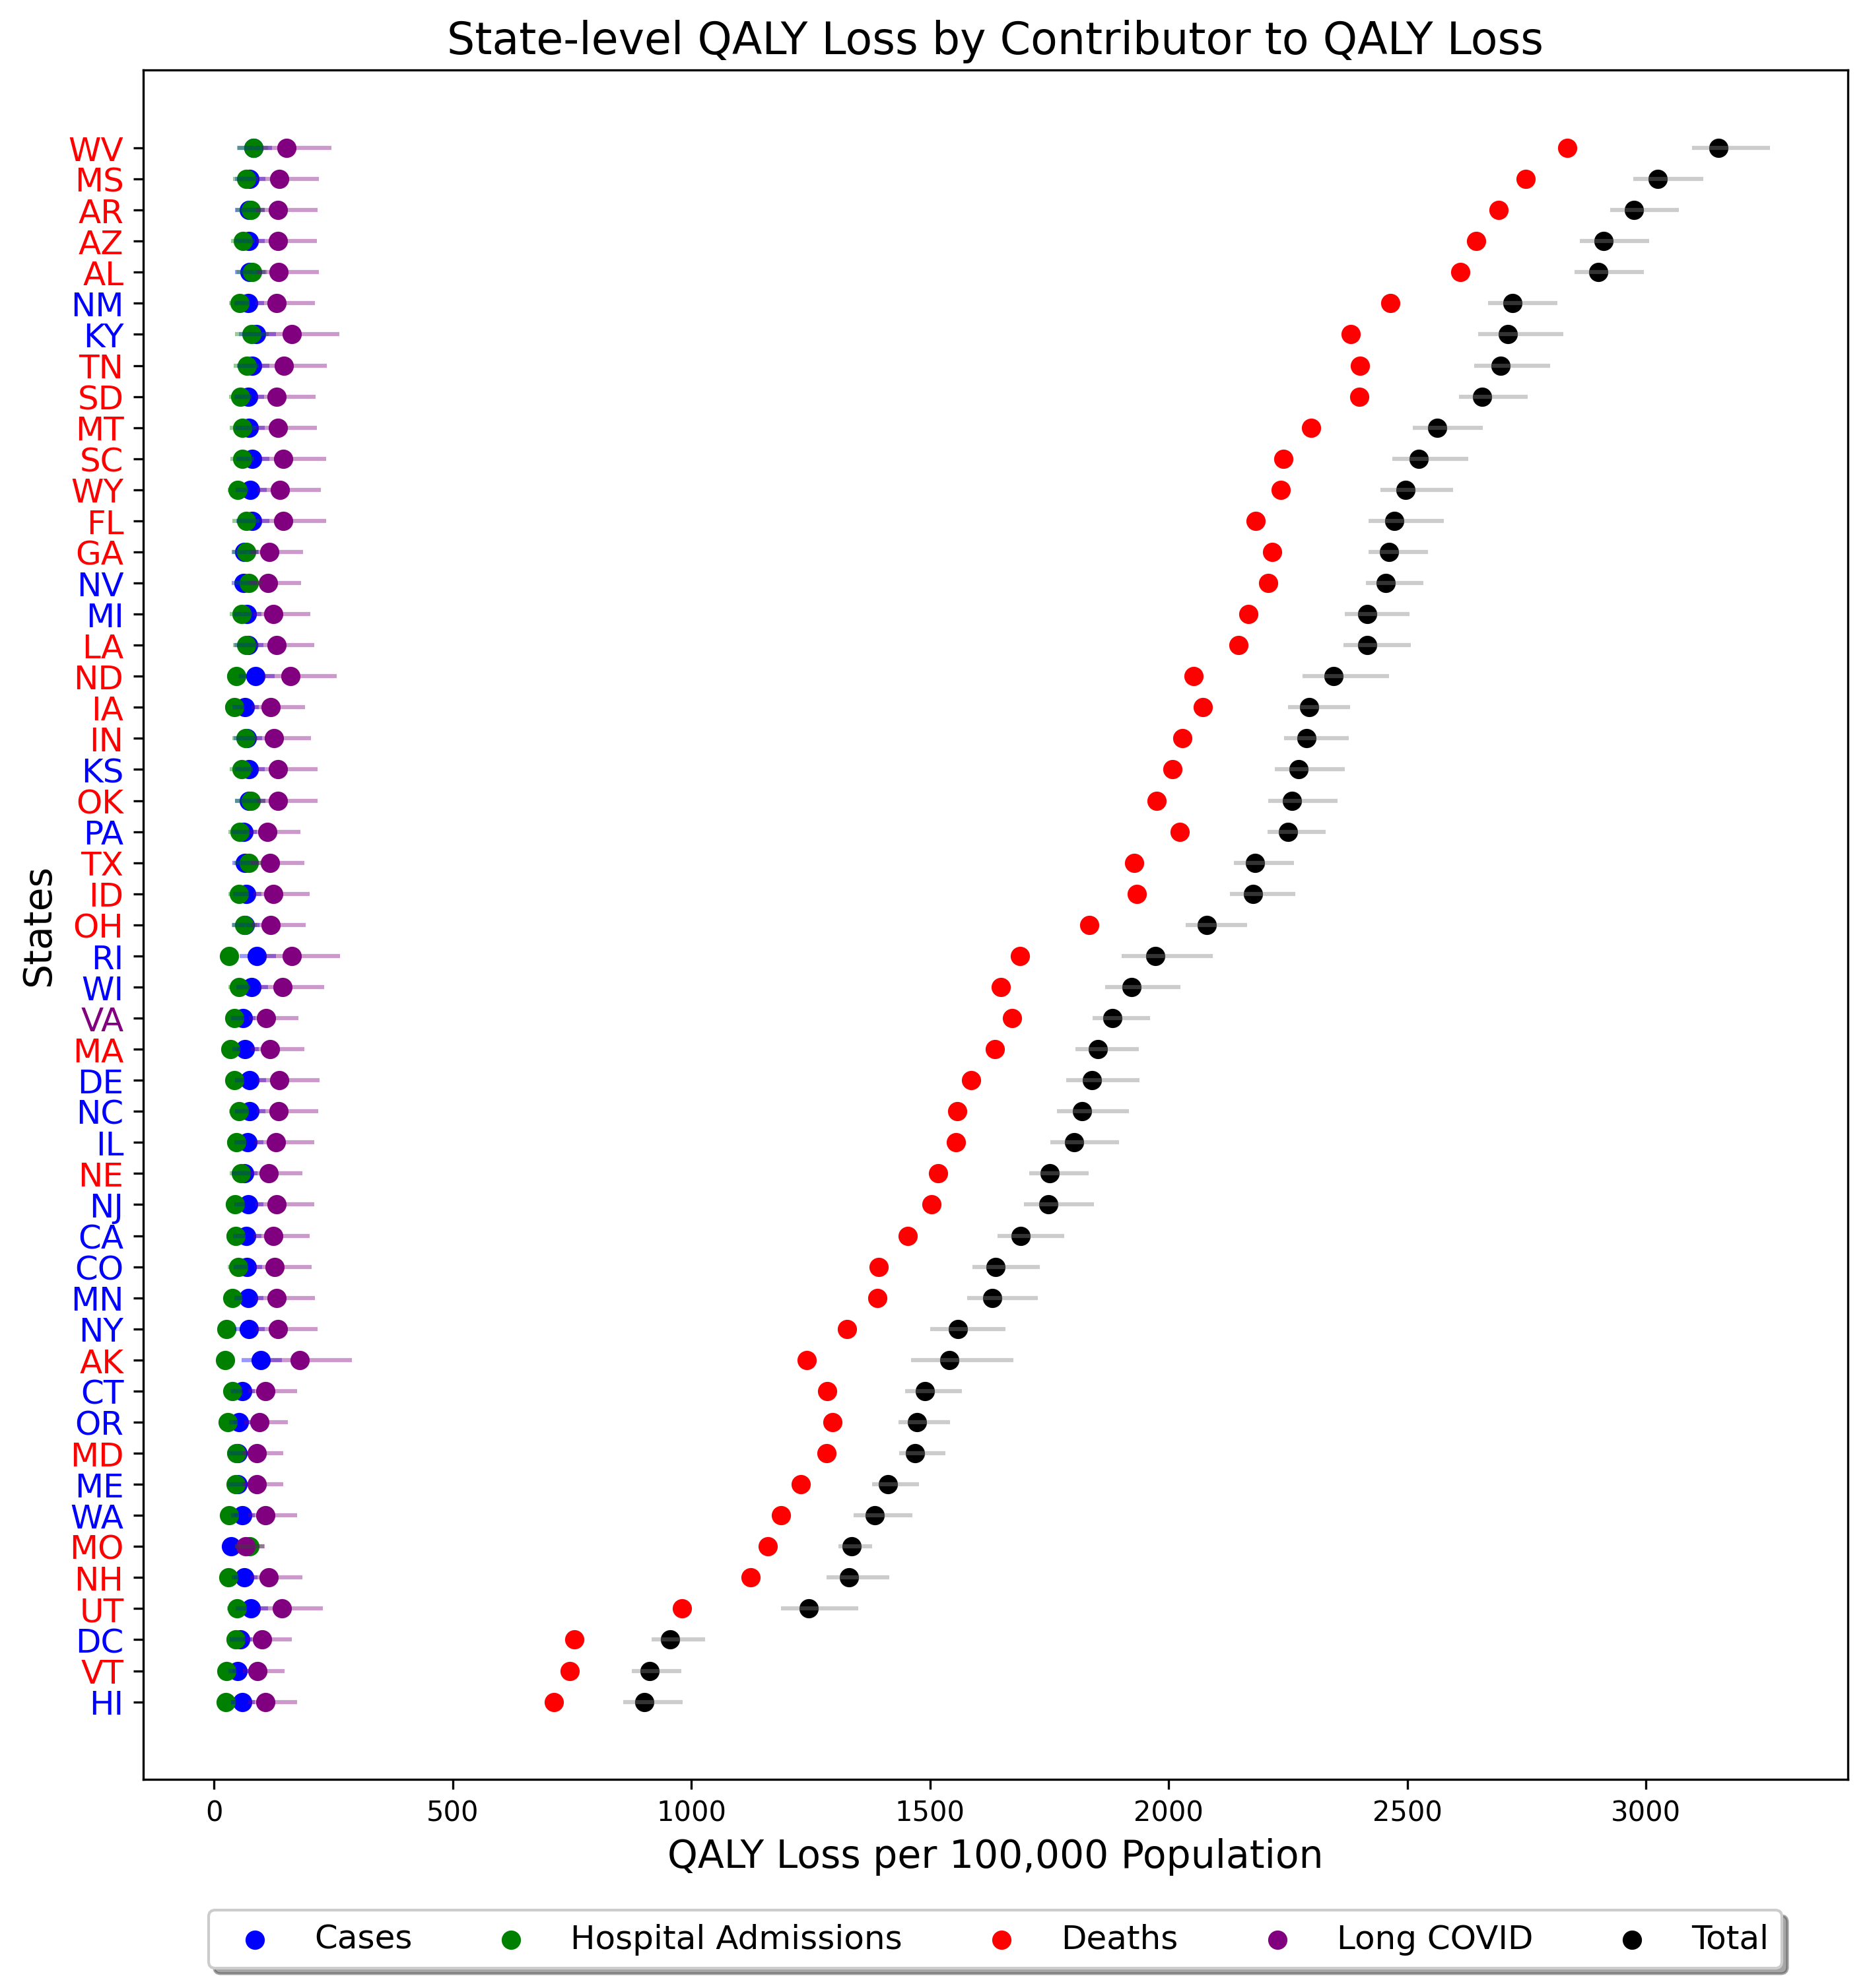 State-level QALY Loss by Contributor to QALY Loss
States
WV
MS
AR
AZ
AL
NM
KY
TN
SD
MT
SC
WY
FL
GA
NV
MI
LA
ND
IA
IN
KS
OK
PA
TX
ID
OH
RI
WI
VA
MA
DE
NC
IL
NE
NJ
CA
CO
MN
NY
AK
CT
OR
MD
ME
WA
MO
NH
UT
DC
VT
HI
0 500 1000 1500 2000 2500 3000
QALY Loss per 100,000 Population
Cases Hospital Admissions Deaths Long COVID Total